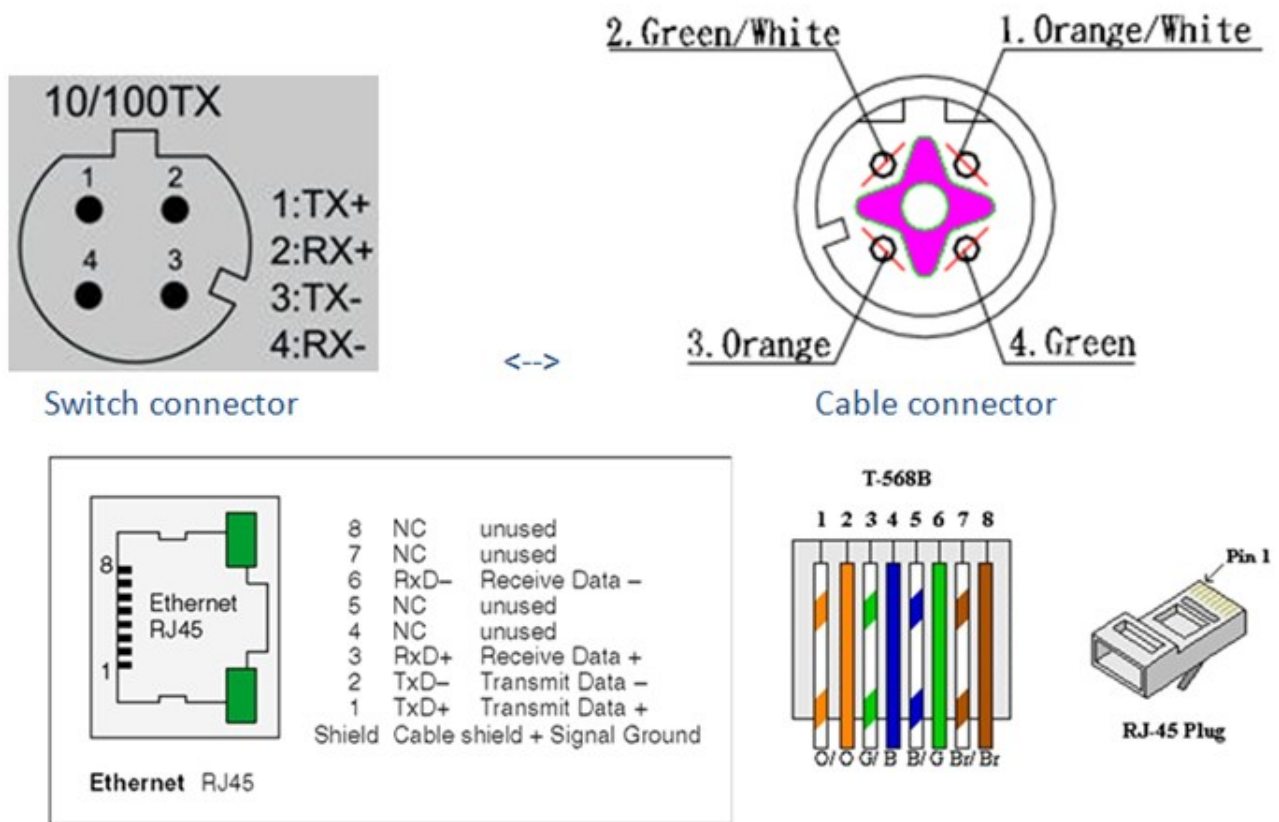 10/100TX
1 2
4 3
1:TX+
2:RX+
3:TX-
4:RX-
Switch connector
<-->
2.Green/White 1.Orange/White
3.Orange 4.Green
Cable connector
8
Ethernet
RJ45
1
8 NC unused
7 NC unused
6 RxD– Receive Data –
5 NC unused
4 NC unused
3 RxD+ Receive Data +
2 TxD– Transmit Data –
1 TxD+ Transmit Data +
Shield Cable shield + Signal Ground
Ethernet RJ45
T-568B
1 2 3 4 5 6 7 8
O/ O G/ B B/ G Br/ Br
Pin 1
RJ-45 Plug